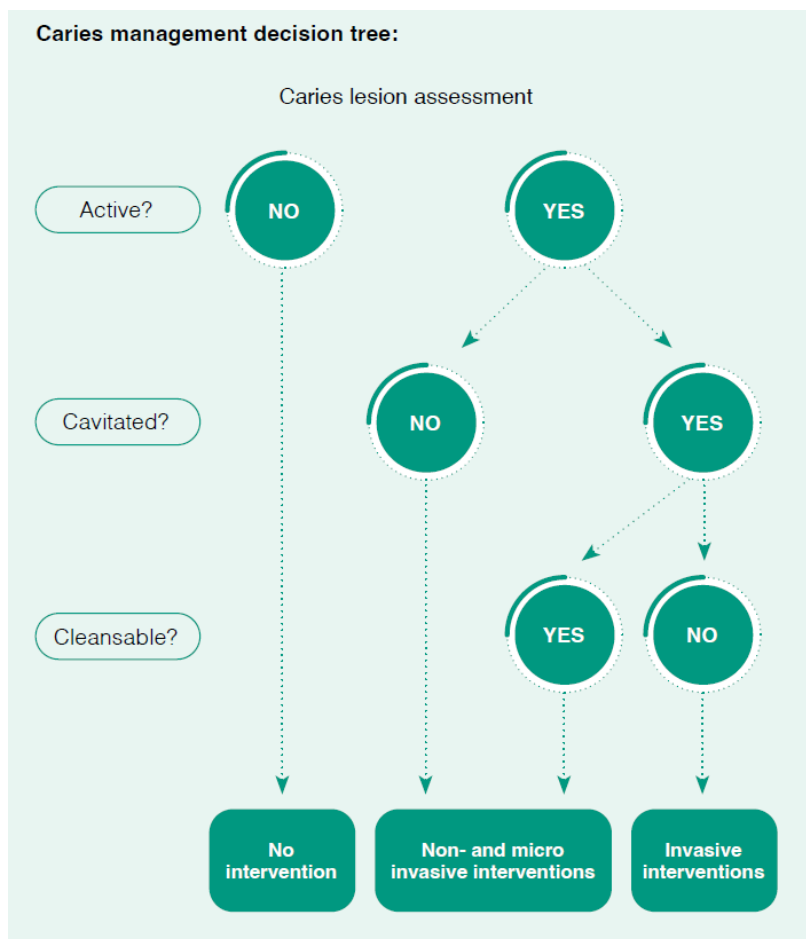 Caries management decision tree:
Caries lesion assessment
Active?
NO
YES
Cavitated?
NO
YES
Cleansable?
YES
NO
No
intervention
Non- and micro
invasive interventions
Invasive
interventions